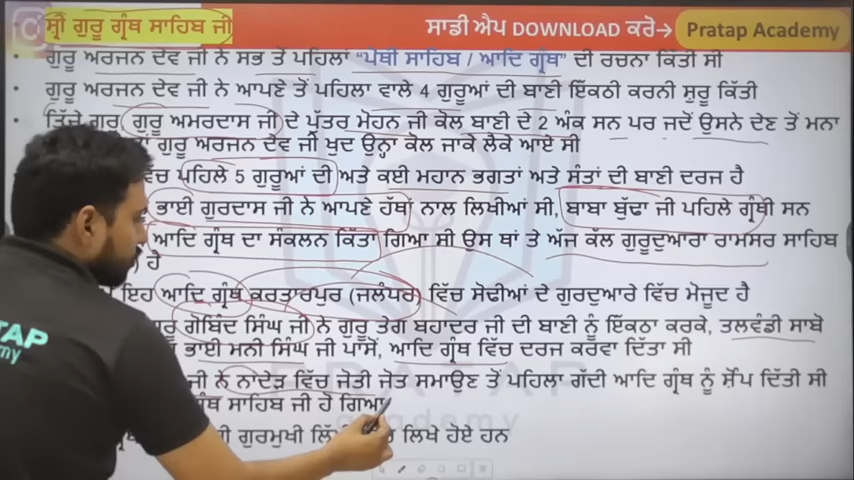 ਸ੍ਰੀ ਗੁਰੂ ਗ੍ਰੰਥ ਸਾਹਿਬ ਜੀ
ਸਾਡੀ ਐਪ DOWNLOAD ਕਰੋ→ Pratap Academy
• ਗੁਰੂ ਅਰਜਨ ਦੇਵ ਜੀ ਨੇ ਸਭ ਤੋਂ ਪਹਿਲਾਂ "ਪੋਥੀ ਸਾਹਿਬ / ਆਦਿ ਗ੍ਰੰਥ" ਦੀ ਰਚਨਾ ਕਿੱਤੀ ਸੀ
• ਗੁਰੂ ਅਰਜਨ ਦੇਵ ਜੀ ਨੇ ਆਪਣੇ ਤੋਂ ਪਹਿਲਾ ਵਾਲੇ 4 ਗੁਰੂਆਂ ਦੀ ਬਾਣੀ ਇੱਕਠੀ ਕਰਨੀ ਸ਼ੁਰੂ ਕਿੱਤੀ
• ਤਿੱਜੇ ਗੁਰੂ ਗੁਰੂ ਅਮਰਦਾਸ ਜੀ ਦੇ ਪੁੱਤਰ ਮੋਹਨ ਜੀ ਕੋਲ ਬਾਣੀ ਦੇ 2 ਅੰਕ ਸਨ ਪਰ ਜਦੋਂ ਉਸਨੇ ਦੇਣ ਤੋਂ ਮਨਾ
ਗੁਰੂ ਅਰਜਨ ਦੇਵ ਜੀ ਖੁਦ ਉਨ੍ਹਾ ਕੋਲ ਜਾਕੇ ਲੈਕੇ ਆਏ ਸੀ
ਪਹਿਲੇ 5 ਗੁਰੂਆਂ ਦੀ ਅਤੇ ਕਈ ਮਹਾਨ ਭਗਤਾਂ ਅਤੇ ਸੰਤਾਂ ਦੀ ਬਾਣੀ ਦਰਜ ਹੈ
ਭਾਈ ਗੁਰਦਾਸ ਜੀ ਨੇ ਆਪਣੇ ਹੱਥਾਂ ਨਾਲ ਲਿਖੀਆਂ ਸੀ, ਬਾਬਾ ਬੁੱਢਾ ਜੀ ਪਹਿਲੇ ਗ੍ਰੰਥੀ ਸਨ
ਆਦਿ ਗ੍ਰੰਥ ਦਾ ਸੰਕਲਨ ਕਿੱਤਾ ਗਿਆ ਸੀ ਉਸ ਥਾਂ ਤੇ ਅੱਜ ਕੱਲ ਗੁਰੂਦੁਆਰਾ ਰਾਮਸਰ ਸਾਹਿਬ
ਹੈ
ਇਹ ਆਦਿ ਗ੍ਰੰਥ ਕਰਤਾਰਪੁਰ (ਜਲੰਧਰ) ਵਿੱਚ ਸੋਢੀਆਂ ਦੇ ਗੁਰਦੁਆਰੇ ਵਿੱਚ ਮੋਜੂਦ ਹੈ
ਗੋਬਿੰਦ ਸਿੰਘ ਜੀ ਨੇ ਗੁਰੂ ਤੇਗ ਬਹਾਦਰ ਜੀ ਦੀ ਬਾਣੀ ਨੂੰ ਇੱਕਠਾ ਕਰਕੇ, ਤਲਵੰਡੀ ਸਾਬੋ
ਭਾਈ ਮਨੀ ਸਿੰਘ ਜੀ ਪਾਸੋਂ, ਆਦਿ ਗ੍ਰੰਥ ਵਿੱਚ ਦਰਜ ਕਰਵਾ ਦਿੱਤਾ ਸੀ
ਜੀ ਨੇ ਨਾਦੇੜ ਵਿੱਚ ਜੋਤੀ ਜੋਤ ਸਮਾਉਣ ਤੋਂ ਪਹਿਲਾ ਗੱਦੀ ਆਦਿ ਗ੍ਰੰਥ ਨੂੰ ਸੌਂਪ ਦਿੱਤੀ ਸੀ
ਸਾਹਿਬ ਜੀ ਹੋ ਗਿਆ
ਗੁਰਮੁਖੀ ਲਿਖੇ ਹੋਏ ਹਨ